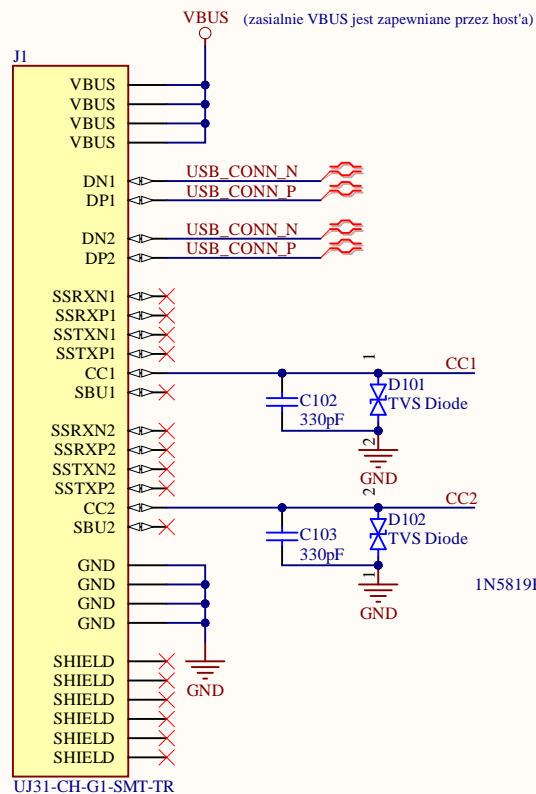 VBUS (zasialnie VBUS jest zapewniane przez host'a)
J1
VBUS
VBUS
VBUS
VBUS
DN1 USB_CONN_N
DP1 USB_CONN_P
DN2 USB_CONN_N
DP2 USB_CONN_P
SSRXN1
SSRXP1
SSTXN1
SSTXP1
CC1 1 CC1
SBU1
C102
330pF
D101
TVS Diode
2
GND
SSRXN2
SSRXP2
SSTXN2
SSTXP2
CC2 2 CC2
SBU2
C103
330pF
D102
TVS Diode
1
GND
1N5819
GND
GND
GND
GND
GND
SHIELD
SHIELD
SHIELD
SHIELD
SHIELD
SHIELD
UJ31-CH-G1-SMT-TR